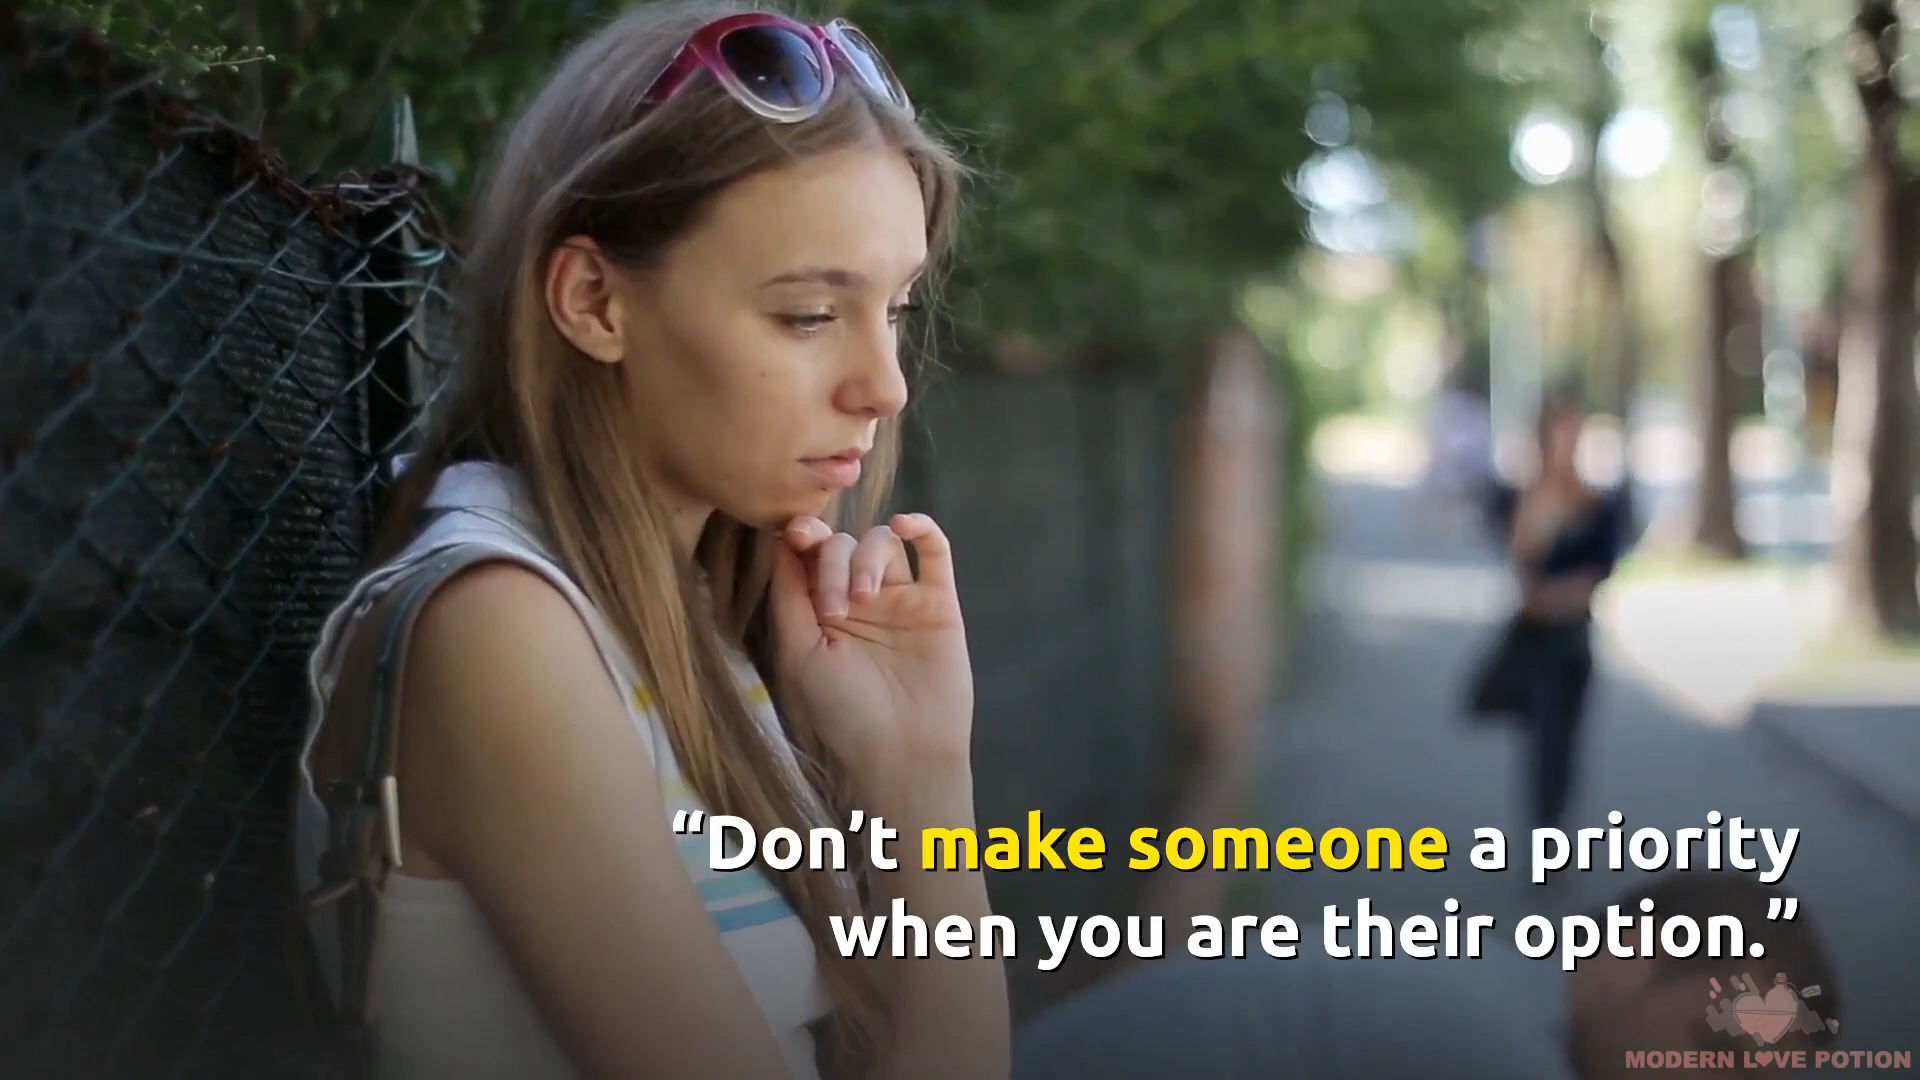 “Don’t make someone a priority
when you are their option.”
MODERN LOVE POTION